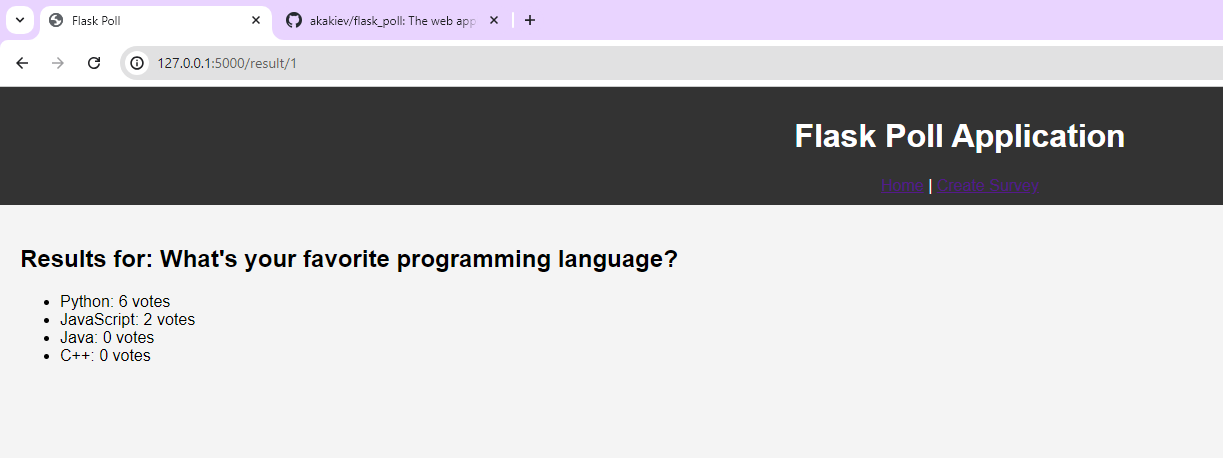 Flask Poll
akakiev/flask_poll: The web app
127.0.0.1:5000/result/1
Flask Poll Application
Home | Create Survey
Results for: What's your favorite programming language?
• Python: 6 votes
• JavaScript: 2 votes
• Java: 0 votes
• C++: 0 votes